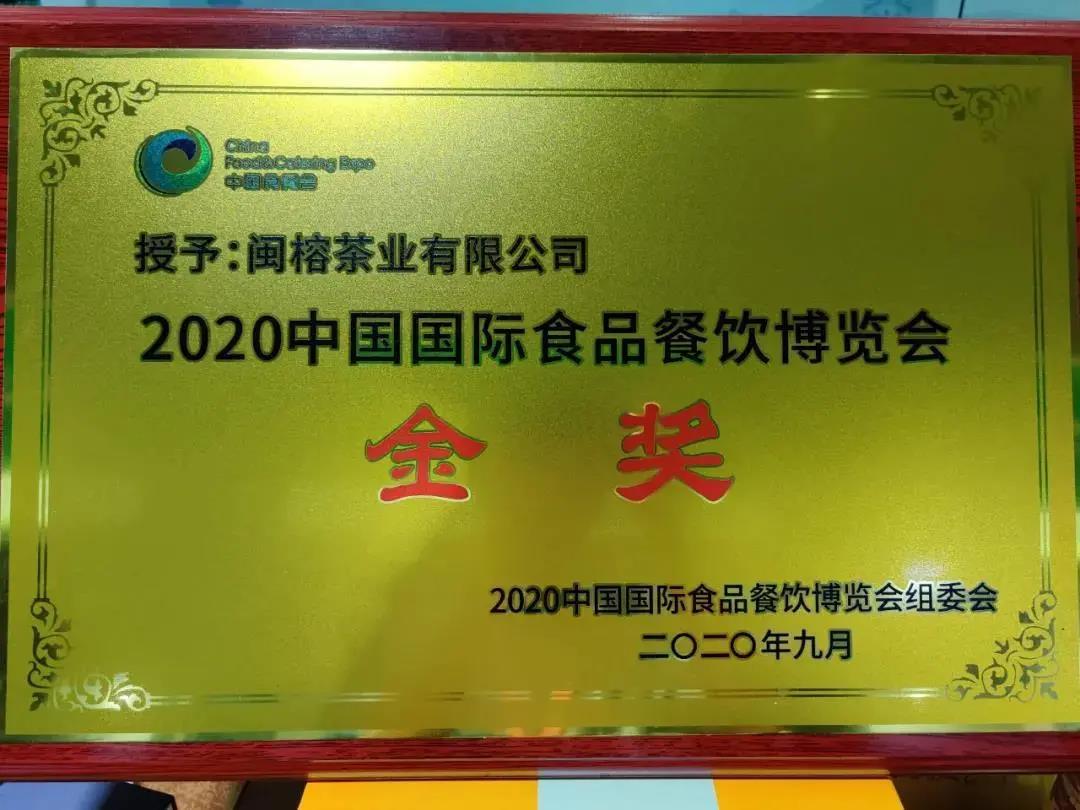 China
Food&Catering Expo
中国食餐会
授予:闽榕茶业有限公司
2020中国国际食品餐饮博览会
金奖
2020中国国际食品餐饮博览会组委会
二〇二〇年九月